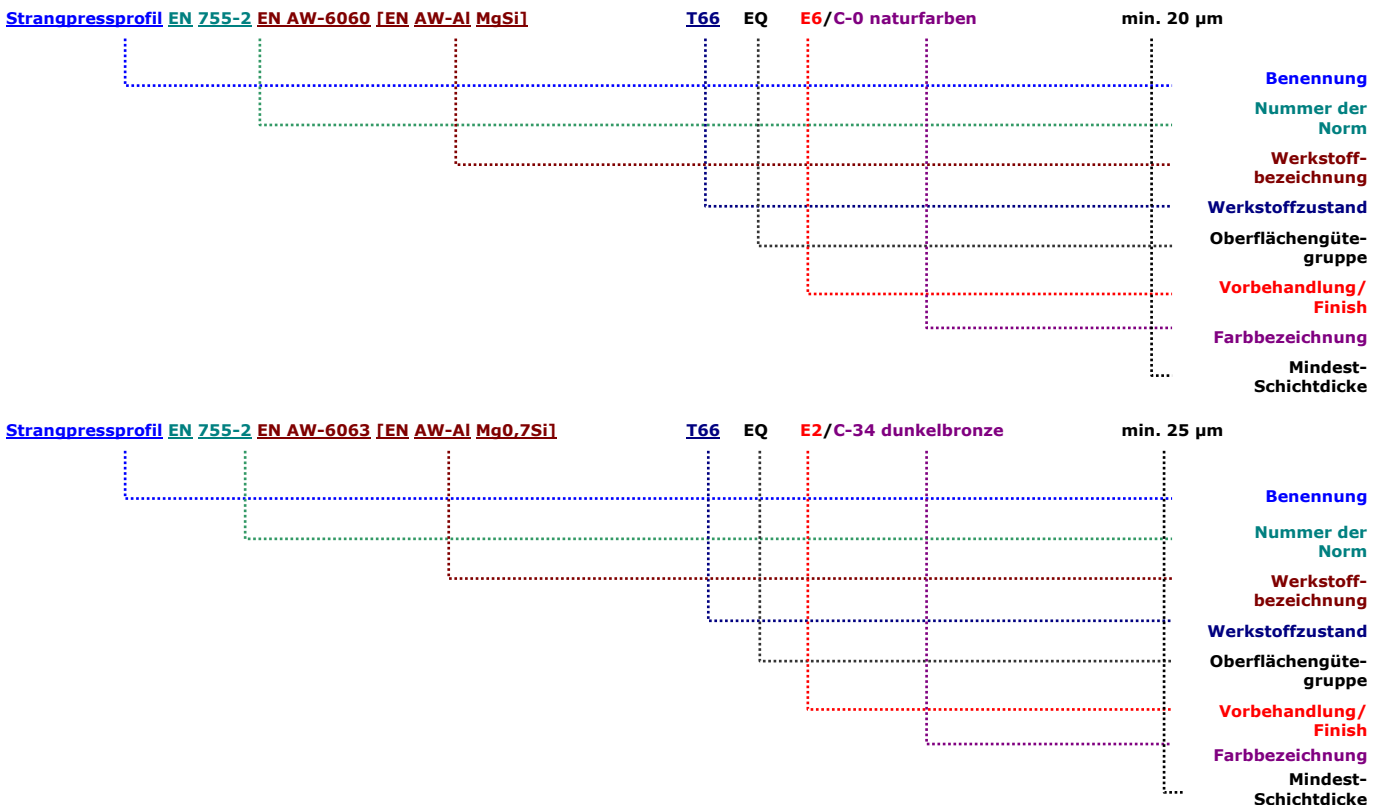 Strangpressprofil EN 755-2 EN AW-6060 [EN AW-Al MgSi] T66 EQ E6/C-0 naturfarben min. 20 µm
Benennung
Nummer der
Norm
Werkstoff-
bezeichnung
Werkstoffzustand
Oberflächengüte-
gruppe
Vorbehandlung/
Finish
Farbbezeichnung
Mindest-
Schichtdicke
Strangpressprofil EN 755-2 EN AW-6063 [EN AW-Al Mg0,7Si] T66 EQ E2/C-34 dunkelbronze min. 25 µm
Benennung
Nummer der
Norm
Werkstoff-
bezeichnung
Werkstoffzustand
Oberflächengüte-
gruppe
Vorbehandlung/
Finish
Farbbezeichnung
Mindest-
Schichtdicke